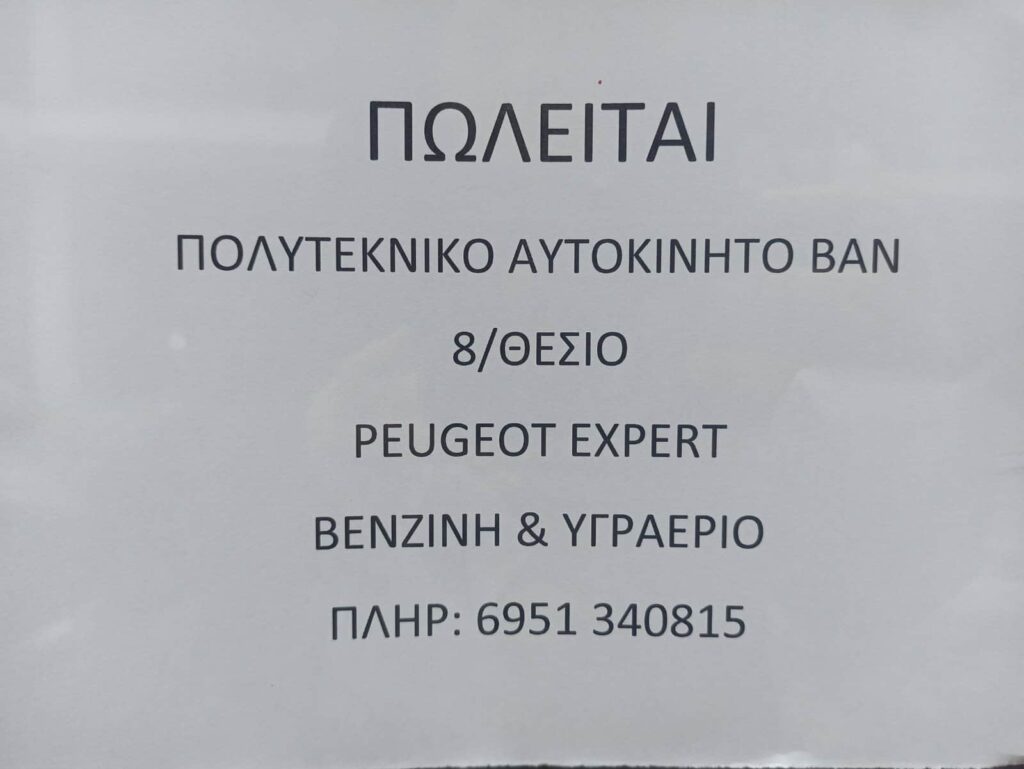 ΠΩΛΕΙΤΑΙ
ΠΟΛΥΤΕΚΝΙΚΟ ΑΥΤΟΚΙΝΗΤΟ ΒΑΝ
8/ΘΕΣΙΟ
PEUGEOT EXPERT
ΒΕΝΖΙΝΗ & ΥΓΡΑΕΡΙΟ
ΠΛΗΡ: 6951 340815